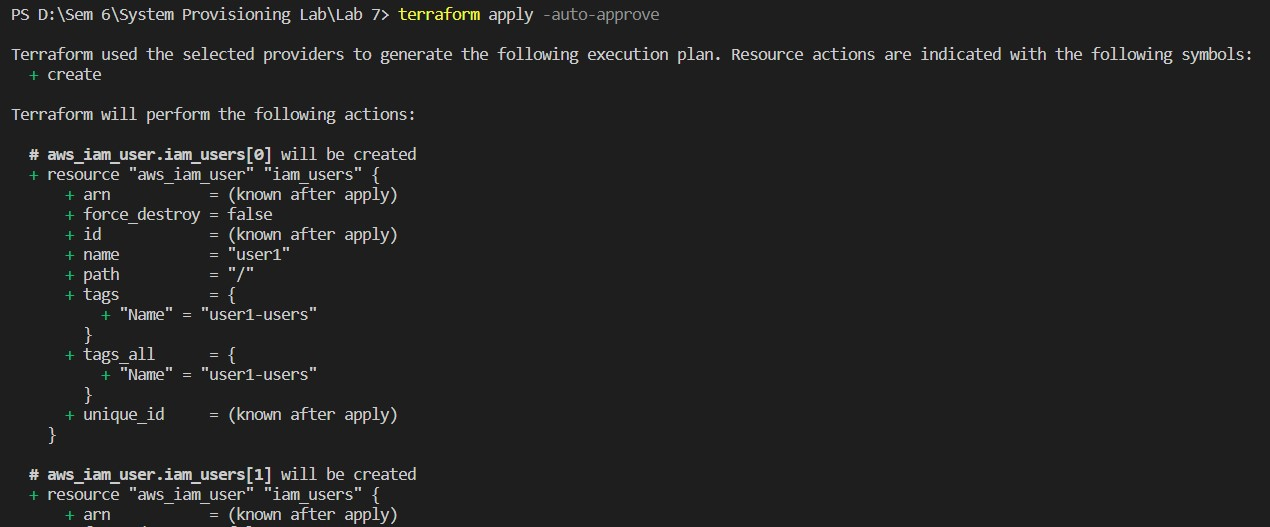 PS D:\Sem 6\System Provisioning Lab\Lab 7> terraform apply -auto-approve
Terraform used the selected providers to generate the following execution plan. Resource actions are indicated with the following symbols:
  + create
Terraform will perform the following actions:
  # aws_iam_user.iam_users[0] will be created
  + resource "aws_iam_user" "iam_users" {
      + arn           = (known after apply)
      + force_destroy = false
      + id            = (known after apply)
      + name          = "user1"
      + path          = "/"
      + tags          = {
          + "Name" = "user1-users"
        }
      + tags_all      = {
          + "Name" = "user1-users"
        }
      + unique_id     = (known after apply)
    }
  # aws_iam_user.iam_users[1] will be created
  + resource "aws_iam_user" "iam_users" {
      + arn           = (known after apply)